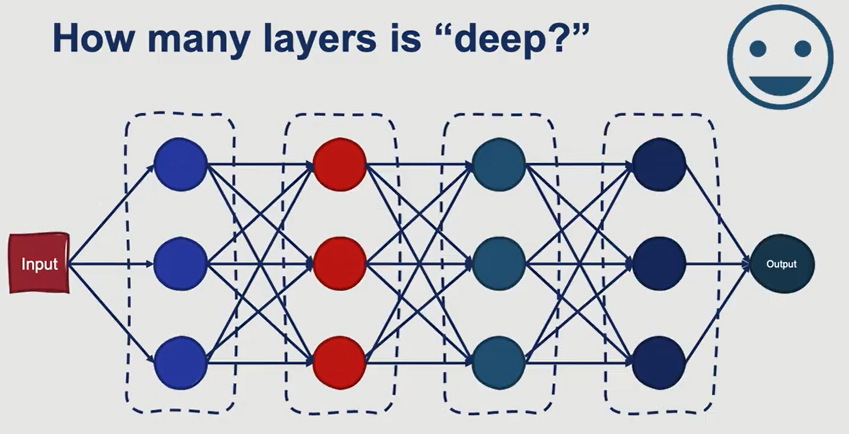 How many layers is “deep?”
Input
Output